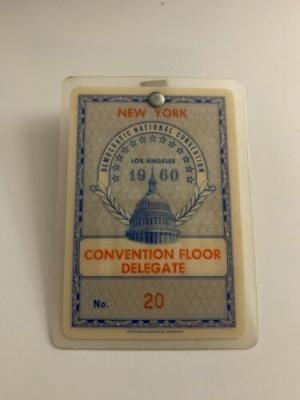 NEW YORK
DEMOCRATIC NATIONAL CONVENTION
LOS ANGELES
1960
CONVENTION FLOOR
DELEGATE
No. 20